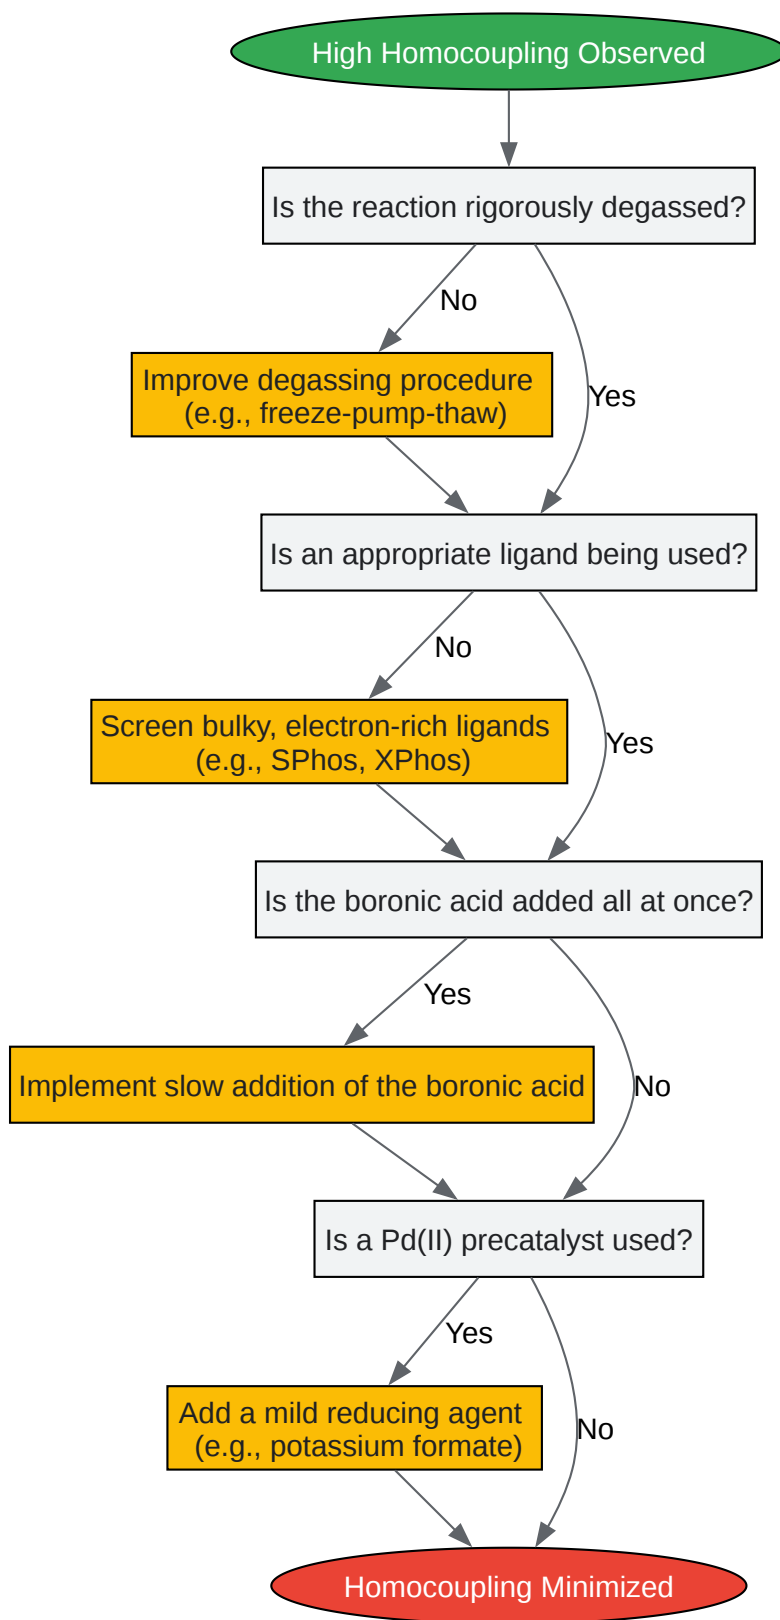 High Homocoupling Observed
Is the reaction rigorously degassed?
No
Improve degassing procedure
(e.g., freeze-pump-thaw)
Yes
Is an appropriate ligand being used?
No
Screen bulky, electron-rich ligands
(e.g., SPhos, XPhos)
Yes
Is the boronic acid added all at once?
Yes
Implement slow addition of the boronic acid
No
Is a Pd(II) precatalyst used?
Yes
Add a mild reducing agent
(e.g., potassium formate)
No
Homocoupling Minimized